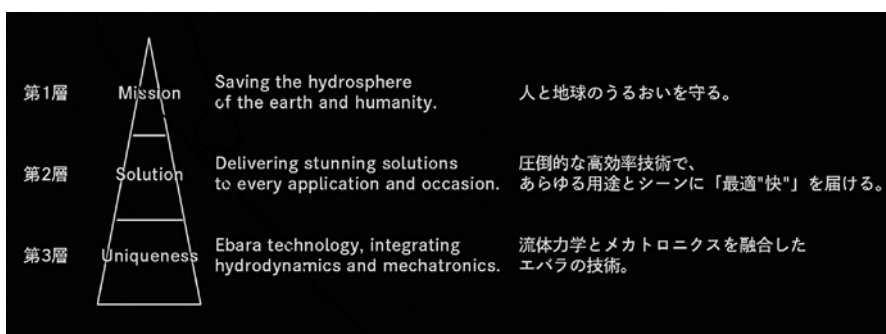 第1層
Mission
Saving the hydrosphere
of the earth and humanity.
人と地球のうるおいを守る。
第2層
Solution
Delivering stunning solutions
to every application and occasion.
圧倒的な高効率技術で、
あらゆる用途とシーンに「最適"快"」を届ける。
第3層
Uniqueness
Ebara technology, integrating
hydrodynamics and mechatronics.
流体力学とメカトロニクスを融合した
エバラの技術。